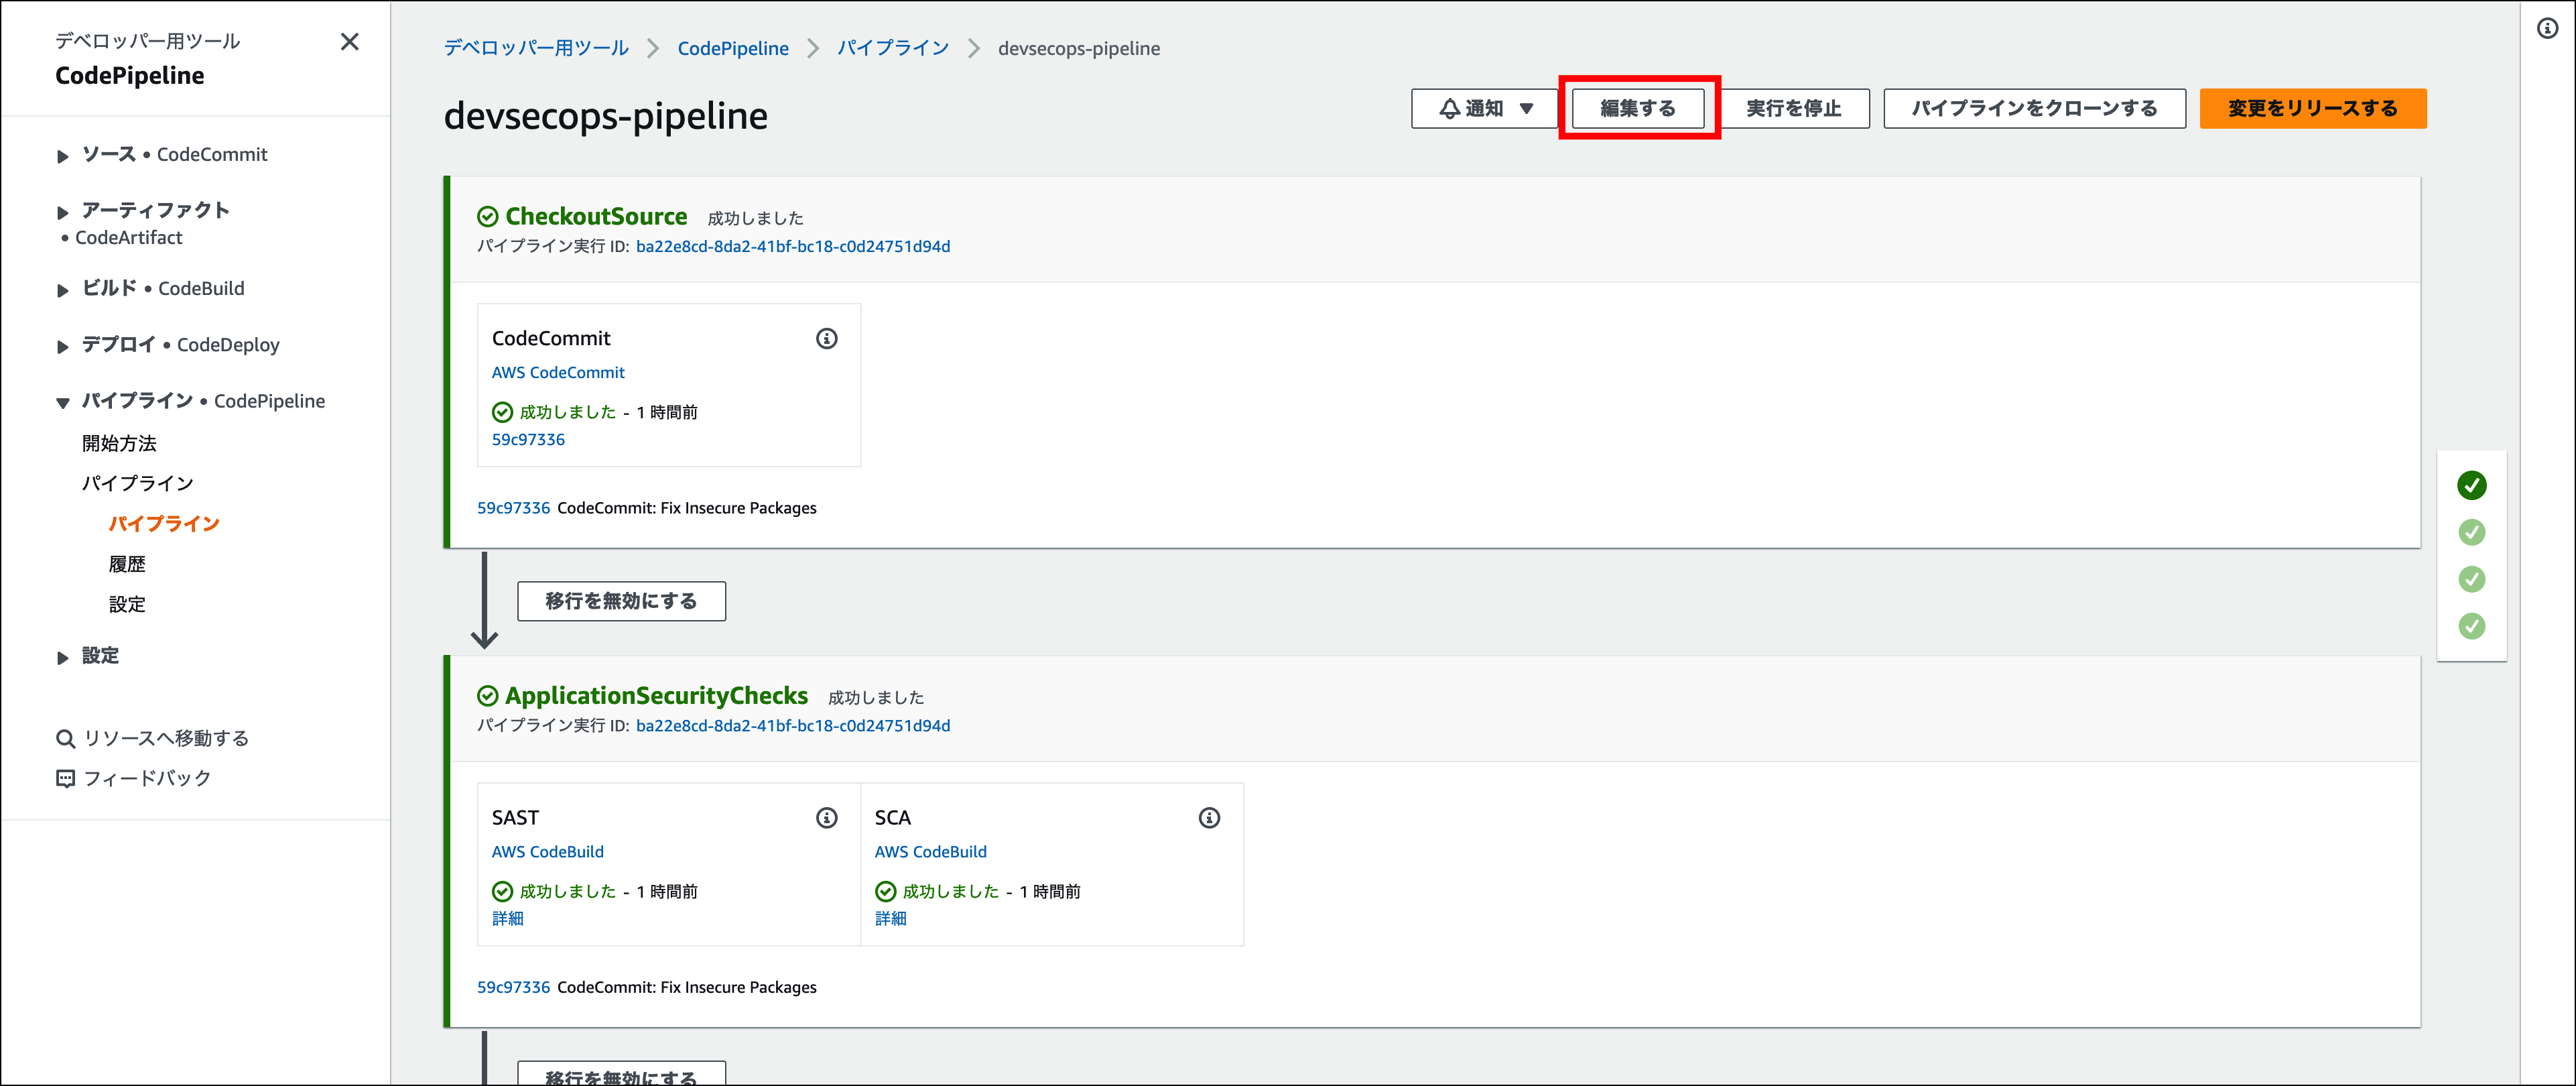 デベロッパー用ツール
CodePipeline
ソース • CodeCommit
アーティファクト
• CodeArtifact
ビルド • CodeBuild
デプロイ • CodeDeploy
パイプライン • CodePipeline
開始方法
パイプライン
パイプライン
履歴
設定
設定
リソースへ移動する
フィードバック
デベロッパー用ツール CodePipeline パイプライン devsecops-pipeline
devsecops-pipeline
通知 編集する 実行を停止 パイプラインをクローンする 変更をリリースする
CheckoutSource 成功しました
パイプライン実行 ID: ba22e8cd-8da2-41bf-bc18-c0d24751d94d
CodeCommit
AWS CodeCommit
成功しました - 1 時間前
59c97336
59c97336 CodeCommit: Fix Insecure Packages
移行を無効にする
ApplicationSecurityChecks 成功しました
パイプライン実行 ID: ba22e8cd-8da2-41bf-bc18-c0d24751d94d
SAST
AWS CodeBuild
成功しました - 1 時間前
詳細
SCA
AWS CodeBuild
成功しました - 1 時間前
詳細
59c97336 CodeCommit: Fix Insecure Packages
移行を無効にする